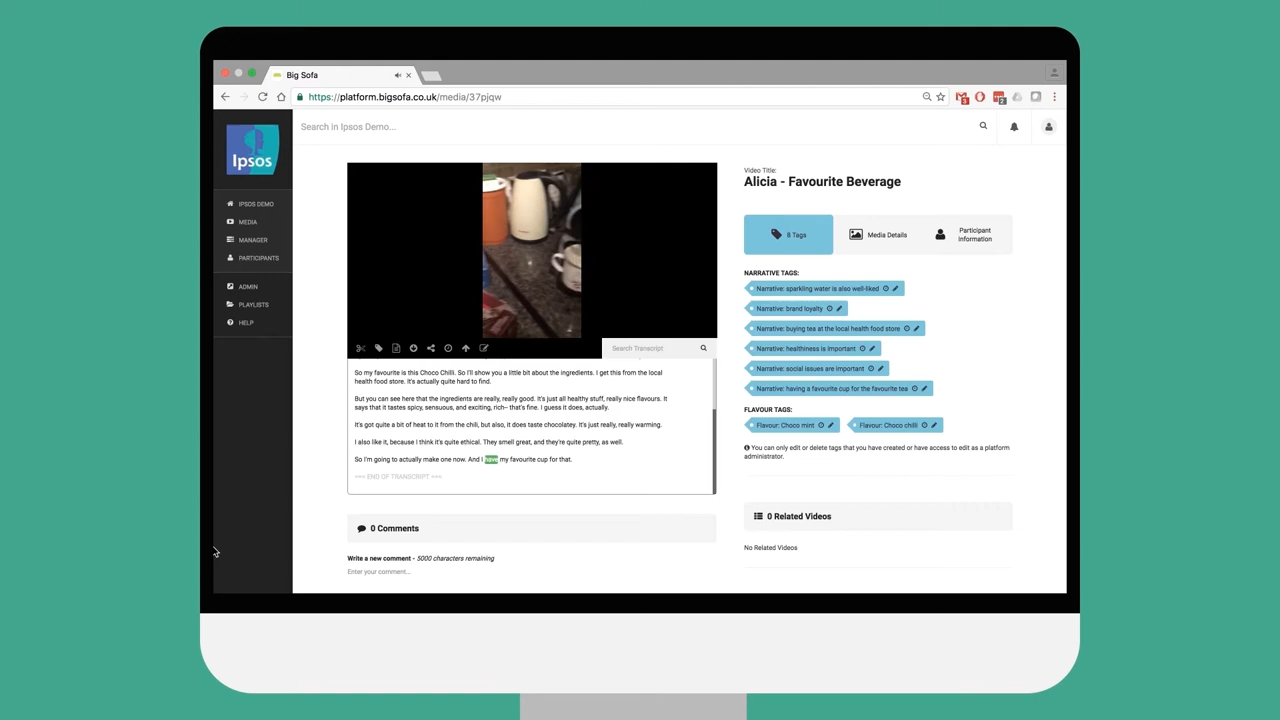 Big Sofa
https://platform.bigsofa.co.uk/media/37pjqw
Ipsos
Search in Ipsos Demo...
IPSOS DEMO
MEDIA
MANAGER
PARTICIPANTS
ADMIN
PLAYLISTS
HELP
Search Transcript
So my favourite is this Choco Chilli. So I'll show you a little bit about the ingredients. I get this from the local
health food store. It's actually quite hard to find.
But you can see here that the ingredients are really, really good. It's just all healthy stuff, really nice flavours. It
says that it tastes spicy, sensuous, and exciting, rich– that's fine. I guess it does, actually.
It's got quite a bit of heat to it from the chili, but also, it does taste chocolatey. It's just really, really warming.
I also like it, because I think it's quite ethical. They smell great, and they're quite pretty, as well.
So I'm going to actually make one now. And I have my favourite cup for that.
=== END OF TRANSCRIPT ===
0 Comments
Write a new comment - 5000 characters remaining
Enter your comment...
Video Title:
Alicia - Favourite Beverage
8 Tags
Media Details
Participant
Information
NARRATIVE TAGS:
Narrative: sparkling water is also well-liked
Narrative: brand loyalty
Narrative: buying tea at the local health food store
Narrative: healthiness is important
Narrative: social issues are important
Narrative: having a favourite cup for the favourite tea
FLAVOUR TAGS:
Flavour: Choco mint
Flavour: Choco chilli
You can only edit or delete tags that you have created or have access to edit as a platform
administrator.
0 Related Videos
No Related Videos